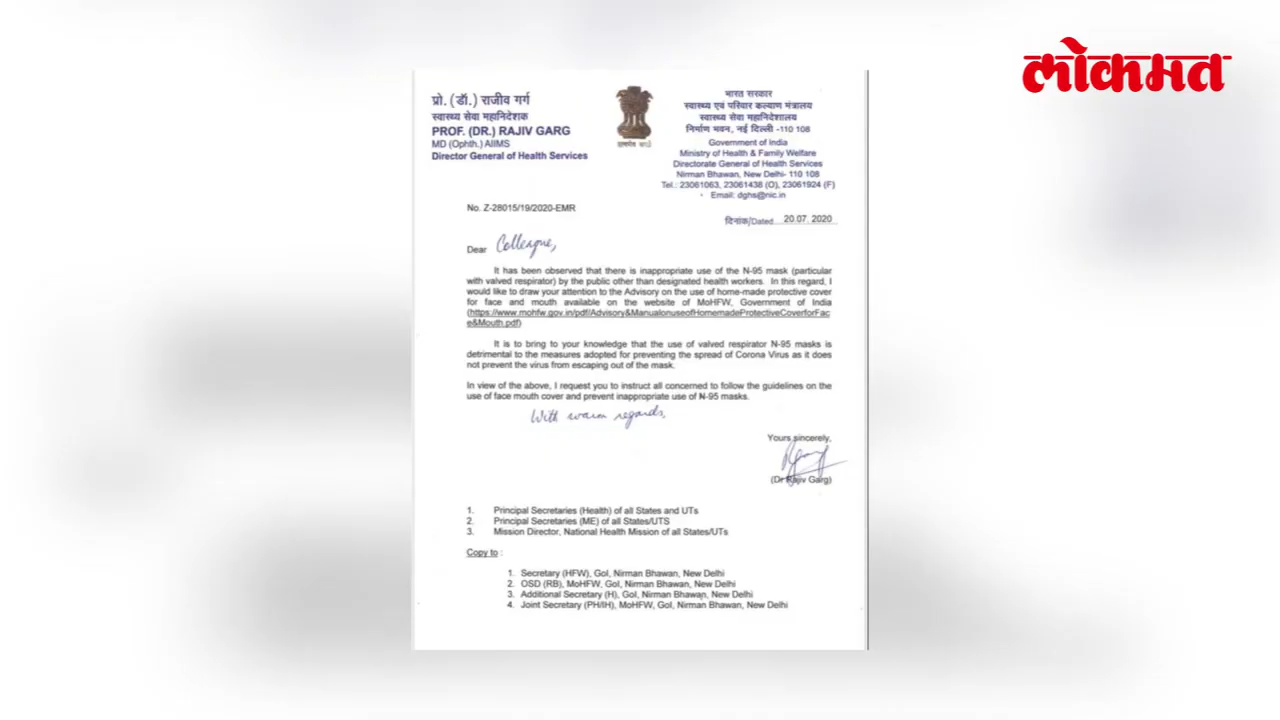 लोकमत
प्रो. (डॉ.) राजीव गर्ग
स्वास्थ्य सेवा महानिदेशक
PROF. (DR.) RAJIV GARG
MD (Ophth.) AIIMS
Director General of Health Services
भारत सरकार
स्वास्थ्य एवं परिवार कल्याण मंत्रालय
स्वास्थ्य सेवा महानिदेशालय
निर्माण भवन, नई दिल्ली -110 108
Government of India
Ministry of Health & Family Welfare
Directorate General of Health Services
Nirman Bhawan, New Delhi- 110 108
Tel.: 23061063, 23061438 (O), 23061924 (F)
Email: dghs@nic.in
No. Z-28015/19/2020-EMR
दिनांक/Dated 20.07. 2020
Dear Colleague,
It has been observed that there is inappropriate use of the N-95 mask (particular
with valved respirator) by the public other than designated health workers. In this regard, I
would like to draw your attention to the Advisory on the use of home-made protective cover
for face and mouth available on the website of MoHFW, Government of India
(https://www.mohfw.gov.in/pdf/Advisory&ManualonuseofHomemadeProtectiveCoverforFac
e&Mouth.pdf)
It is to bring to your knowledge that the use of valved respirator N-95 masks is
detrimental to the measures adopted for preventing the spread of Corona Virus as it does
not prevent the virus from escaping out of the mask.
In view of the above, I request you to instruct all concerned to follow the guidelines on the
use of face mouth cover and prevent inappropriate use of N-95 masks.
With warm regards,
Yours sincerely,
(Dr Rajiv Garg)
1. Principal Secretaries (Health) of all States and UTs
2. Principal Secretaries (ME) of all States/UTS
3. Mission Director, National Health Mission of all States/UTs
Copy to :
1. Secretary (HFW), GoI, Nirman Bhawan, New Delhi
2. OSD (RB), MoHFW, GoI, Nirman Bhawan, New Delhi
3. Additional Secretary (H), GoI, Nirman Bhawan, New Delhi
4. Joint Secretary (PH/IH), MoHFW, GoI, Nirman Bhawan, New Delhi